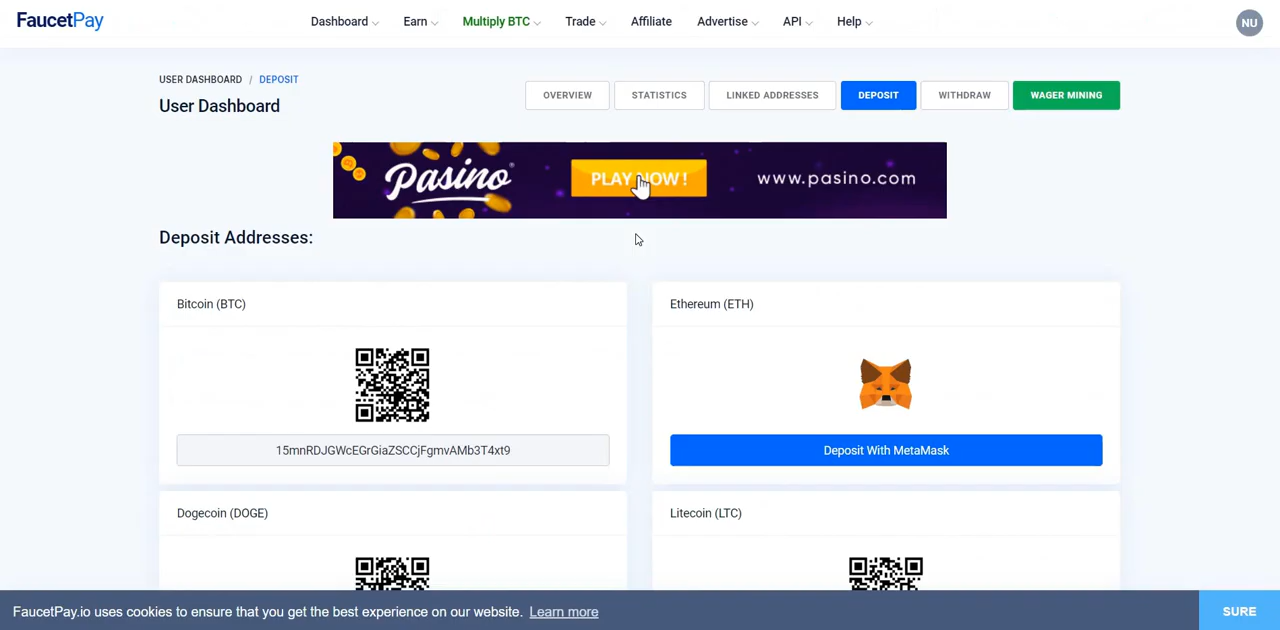 FaucetPay
Dashboard Earn Multiply BTC Trade Affiliate Advertise API Help
NU
USER DASHBOARD / DEPOSIT
User Dashboard
OVERVIEW STATISTICS LINKED ADDRESSES DEPOSIT WITHDRAW WAGER MINING
Pasino® PLAY NOW! www.pasino.com
Deposit Addresses:
Bitcoin (BTC)
Ethereum (ETH)
15mnRDJGWcEGrGiaZSCCjFgmvAMb3T4xt9
Deposit With MetaMask
Dogecoin (DOGE)
Litecoin (LTC)
FaucetPay.io uses cookies to ensure that you get the best experience on our website. Learn more
SURE